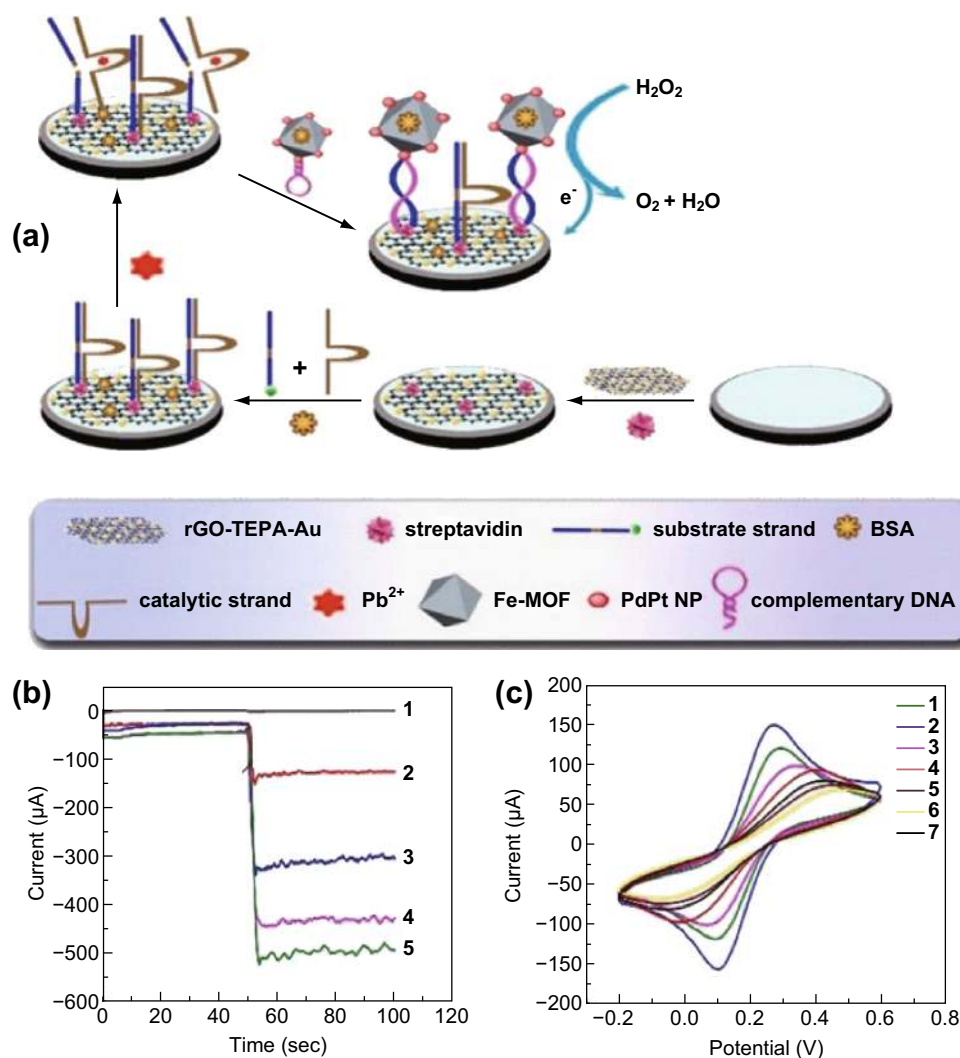 H₂O₂
e⁻
O₂ + H₂O
(a)
+
rGO-TEPA-Au streptavidin substrate strand BSA
catalytic strand Pb²⁺ Fe-MOF PdPt NP complementary DNA
(b)
0
−100
−200
−300
−400
−500
−600
Current (µA)
1
2
3
4
5
0 20 40 60 80 100 120
Time (sec)
(c)
200
150
100
50
0
−50
−100
−150
−200
Current (µA)
1
2
3
4
5
6
7
−0.2 0.0 0.2 0.4 0.6 0.8
Potential (V)